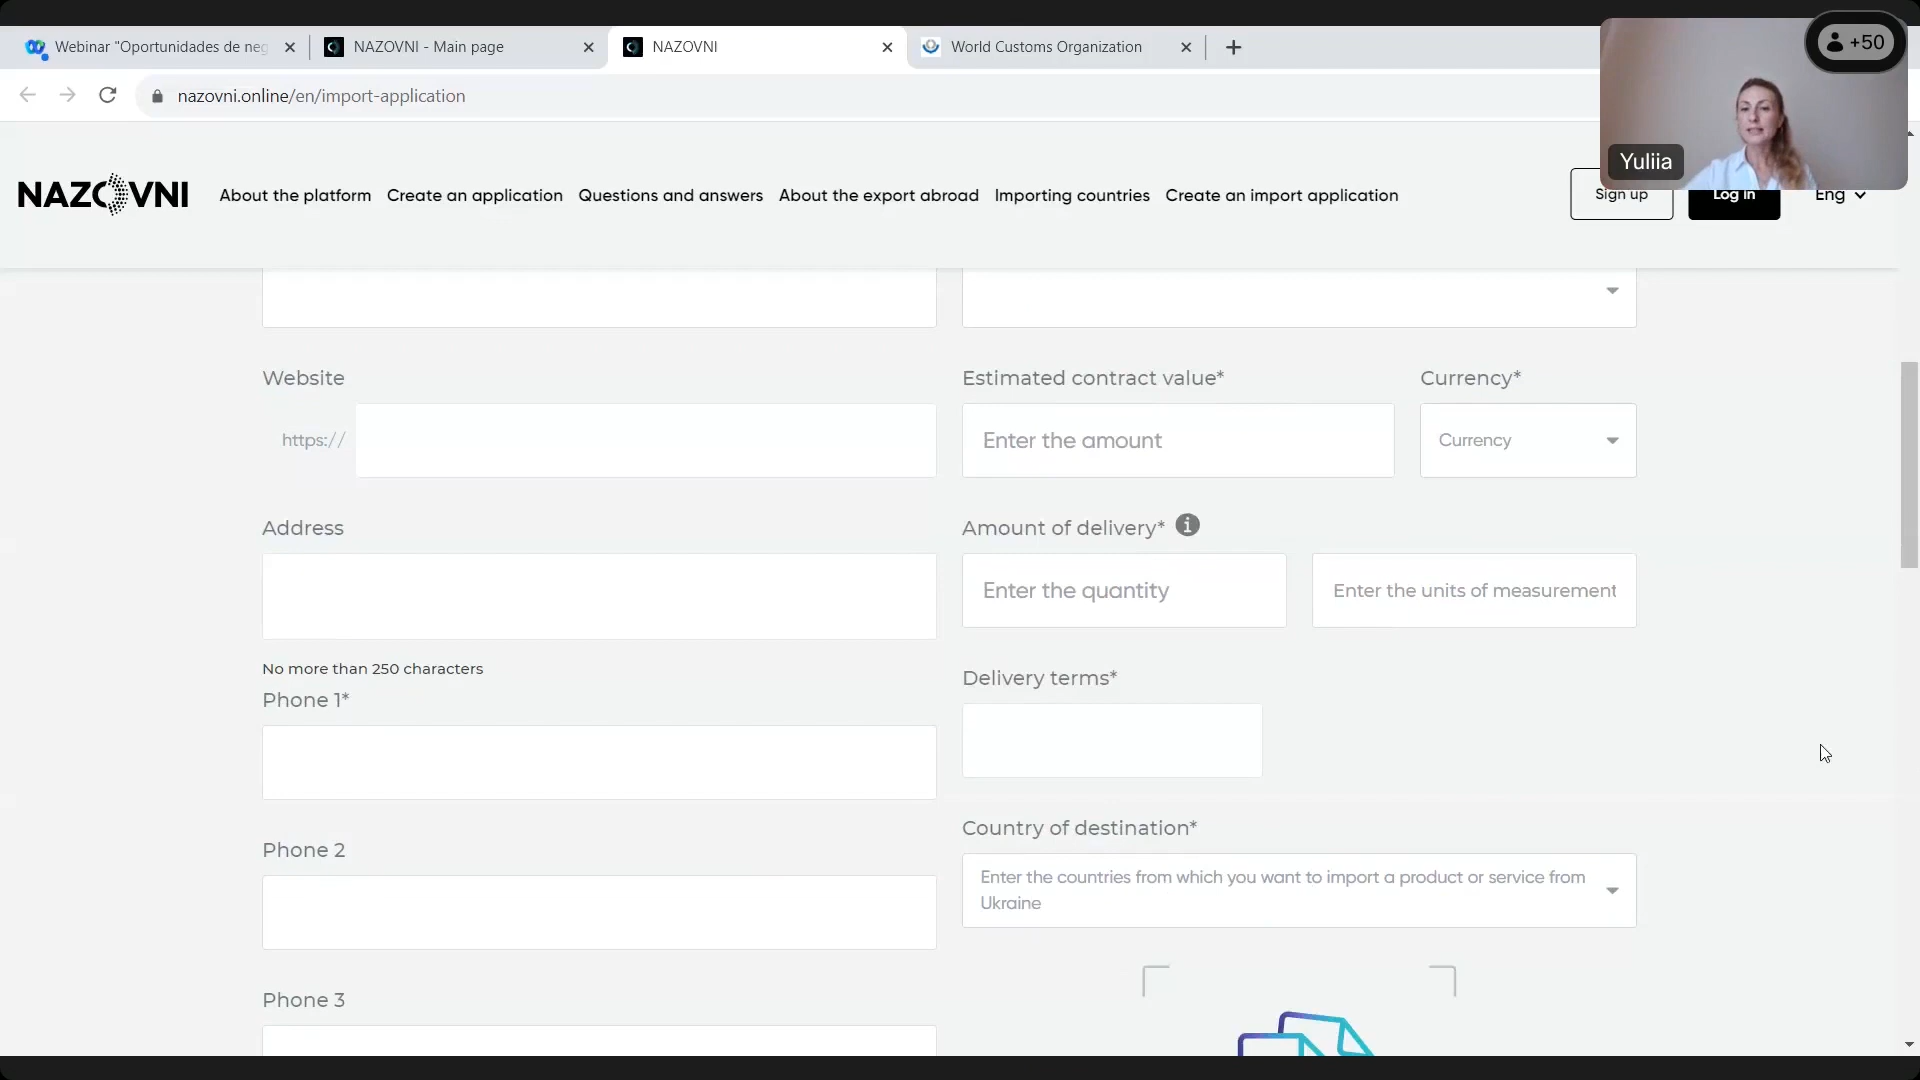 Webinar "Oportunidades de neg
NAZOVNI - Main page
NAZOVNI
World Customs Organization
+50
nazovni.online/en/import-application
Yuliia
NAZOVNI
About the platform
Create an application
Questions and answers
About the export abroad
Importing countries
Create an import application
Sign up
Log In
Eng
Website
Estimated contract value*
Currency*
https://
Enter the amount
Currency
Address
Amount of delivery*
Enter the quantity
Enter the units of measurement
No more than 250 characters
Phone 1*
Delivery terms*
Phone 2
Country of destination*
Enter the countries from which you want to import a product or service from
Ukraine
Phone 3